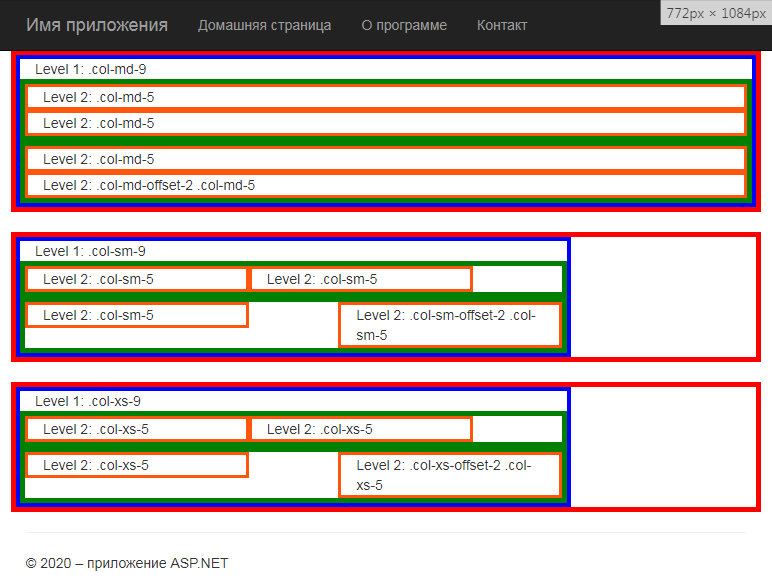 Имя приложения Домашняя страница О программе Контакт 772px × 1084px
Level 1: .col-md-9
Level 2: .col-md-5
Level 2: .col-md-5
Level 2: .col-md-5
Level 2: .col-md-offset-2 .col-md-5
Level 1: .col-sm-9
Level 2: .col-sm-5 Level 2: .col-sm-5
Level 2: .col-sm-5 Level 2: .col-sm-offset-2 .col-
sm-5
Level 1: .col-xs-9
Level 2: .col-xs-5 Level 2: .col-xs-5
Level 2: .col-xs-5 Level 2: .col-xs-offset-2 .col-
xs-5
© 2020 – приложение ASP.NET